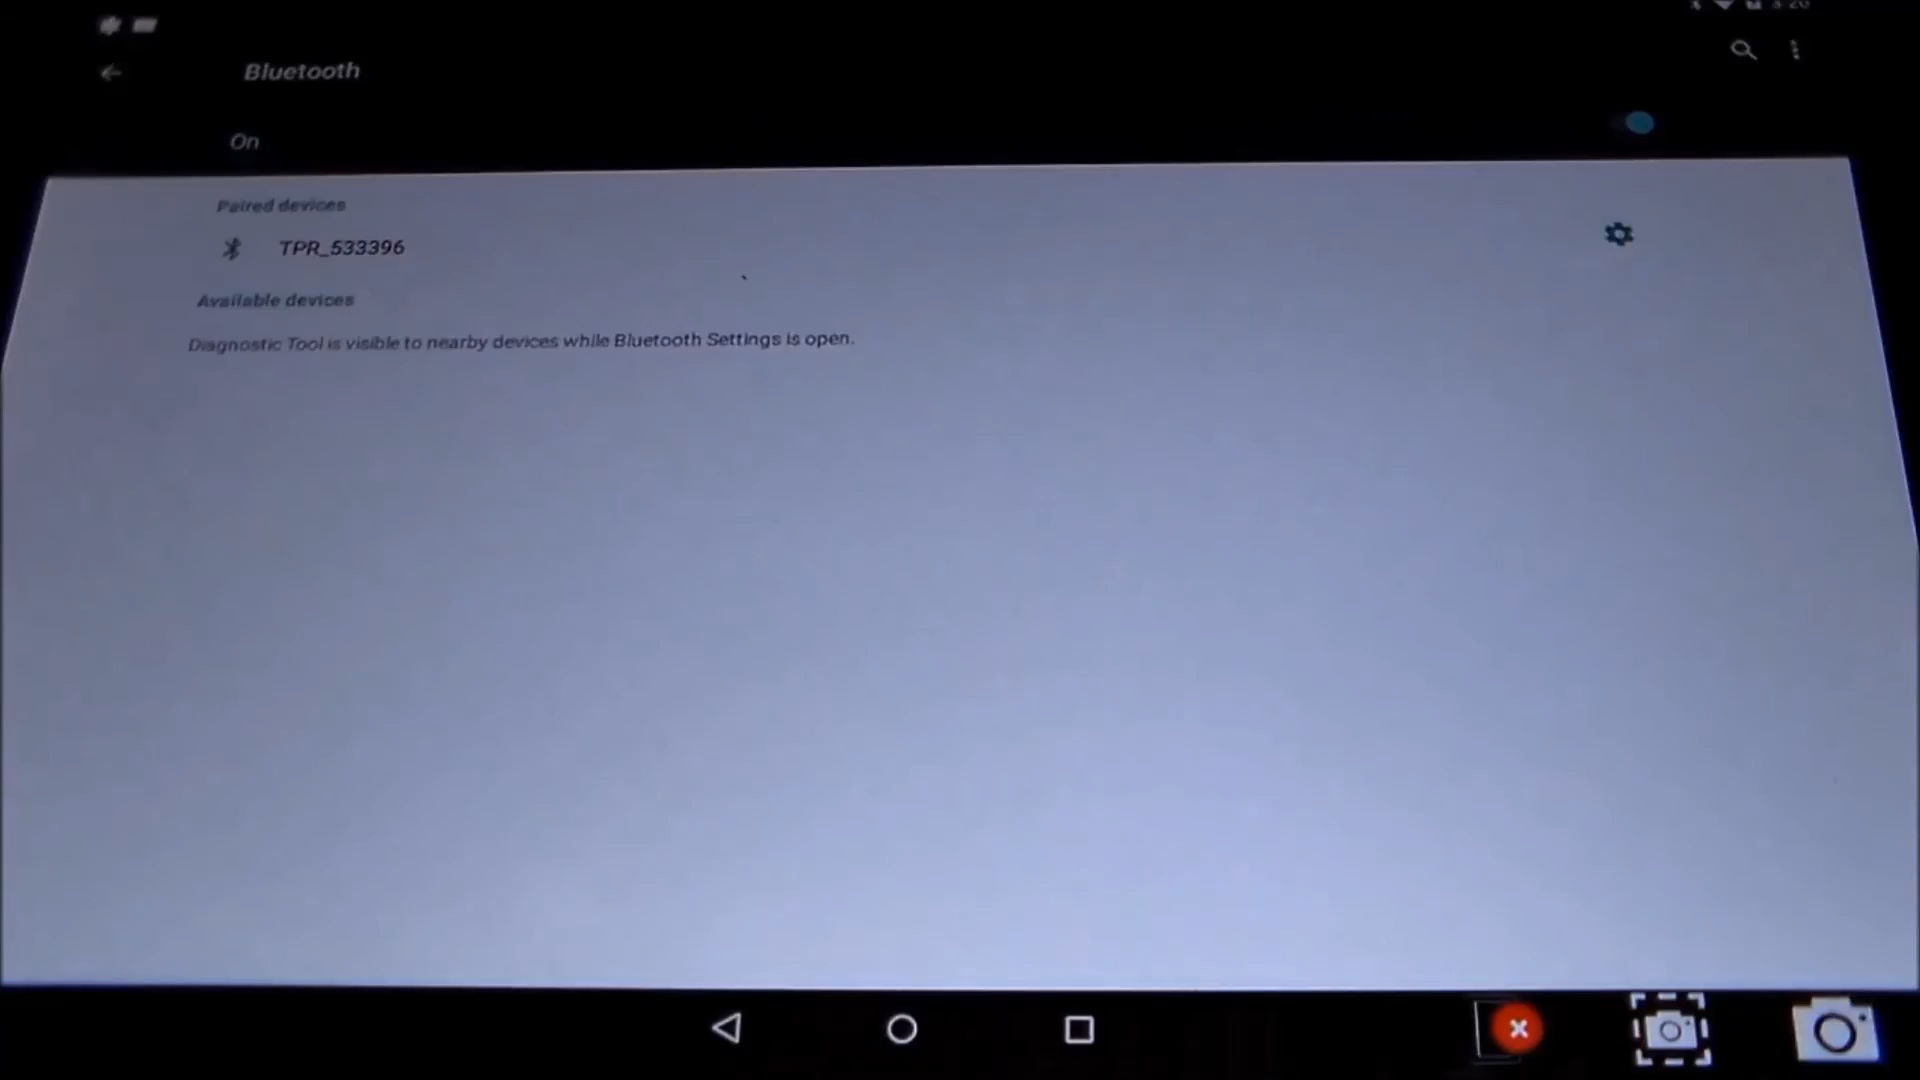 Bluetooth
On
Paired devices
TPR_533396
Available devices
Diagnostic Tool is visible to nearby devices while Bluetooth Settings is open.